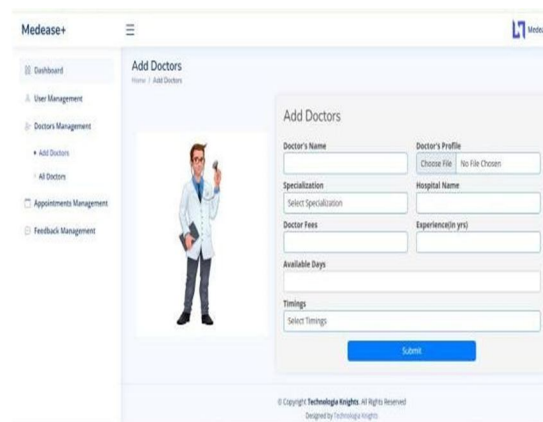 Medease+
Medea
Dashboard
User Management
Doctors Management
Add Doctors
All Doctors
Appointments Management
Feedback Management
Add Doctors
Home / Add Doctors
Add Doctors
Doctor's Name
Doctor's Profile
Choose File No File Chosen
Specialization
Hospital Name
Select Specialization
Doctor Fees
Experience(in yrs)
Available Days
Timings
Select Timings
Submit
© Copyright Technologia Knights. All Rights Reserved
Designed by Technologia Knights